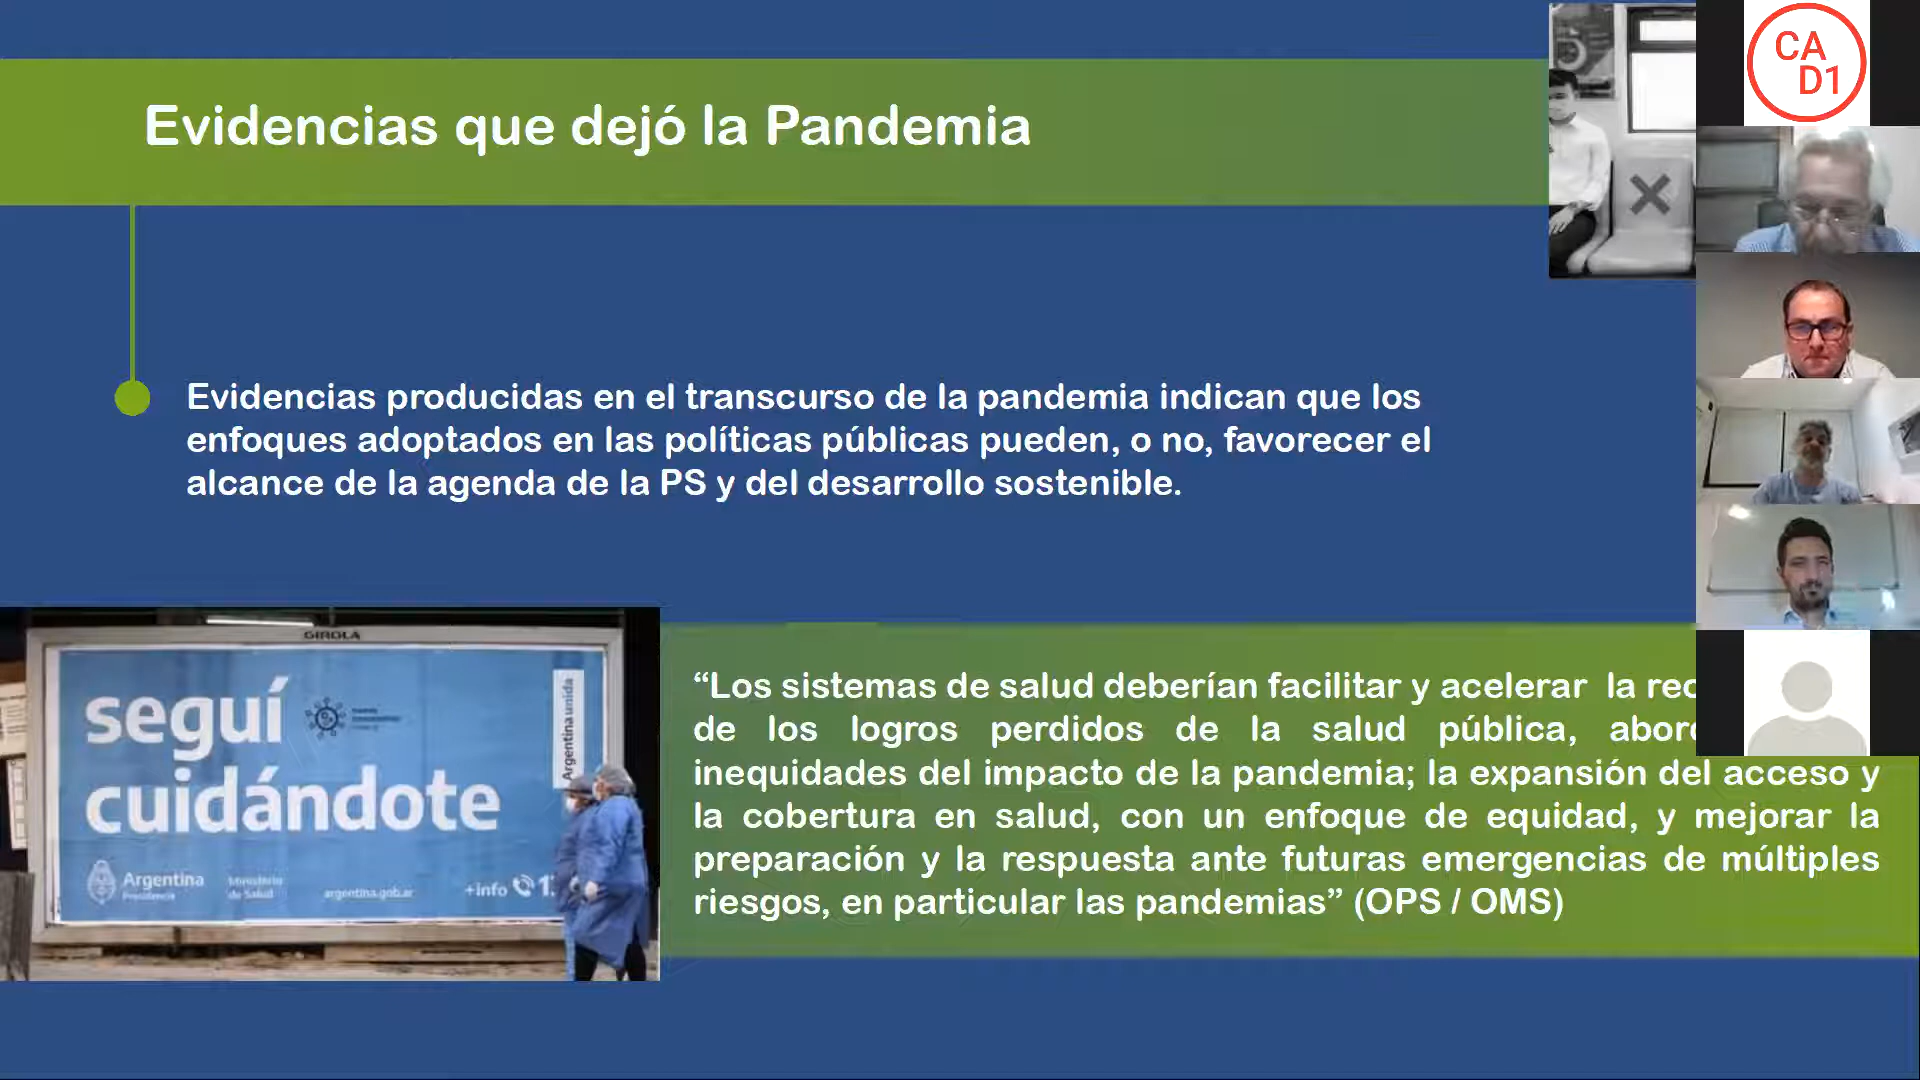 Evidencias que dejó la Pandemia
CA
D1
Evidencias producidas en el transcurso de la pandemia indican que los
enfoques adoptados en las políticas públicas pueden, o no, favorecer el
alcance de la agenda de la PS y del desarrollo sostenible.
GIROLA
seguí
cuidándote
Argentina unida
Argentina
Presidencia
Ministerio
de Salud
argentina.gob.ar
+info
“Los sistemas de salud deberían facilitar y acelerar la rec
de los logros perdidos de la salud pública, abord
inequidades del impacto de la pandemia; la expansión del acceso y
la cobertura en salud, con un enfoque de equidad, y mejorar la
preparación y la respuesta ante futuras emergencias de múltiples
riesgos, en particular las pandemias” (OPS / OMS)